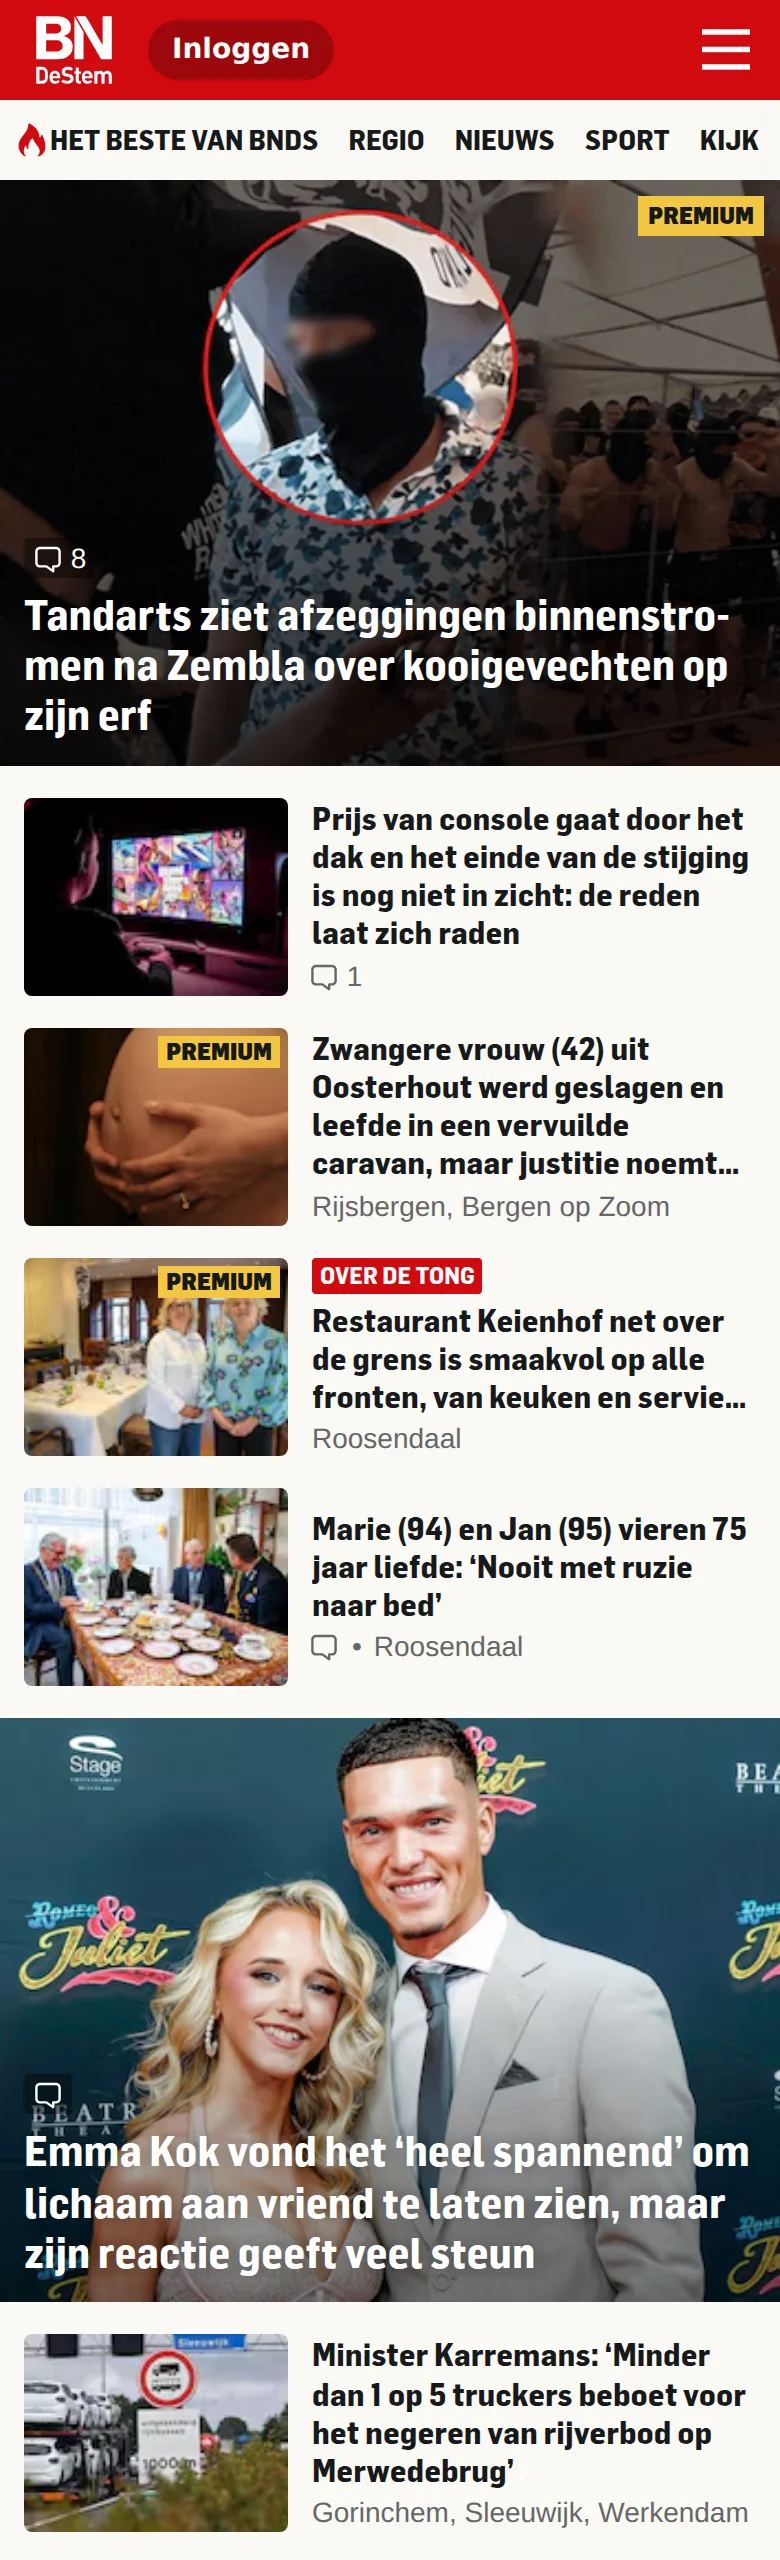 BN
DeStem
Inloggen
HET BESTE VAN BNDS REGIO NIEUWS SPORT KIJK
PREMIUM
8
Tandarts ziet afzeggingen binnenstro-
men na Zembla over kooigevechten op
zijn erf
Prijs van console gaat door het
dak en het einde van de stijging
is nog niet in zicht: de reden
laat zich raden
1
PREMIUM
Zwangere vrouw (42) uit
Oosterhout werd geslagen en
leefde in een vervuilde
caravan, maar justitie noemt...
Rijsbergen, Bergen op Zoom
PREMIUM
OVER DE TONG
Restaurant Keienhof net over
de grens is smaakvol op alle
fronten, van keuken en servie...
Roosendaal
Marie (94) en Jan (95) vieren 75
jaar liefde: ‘Nooit met ruzie
naar bed’
• Roosendaal
Stage
BEA
Romeo &
Juliet
BEATR
Emma Kok vond het ‘heel spannend’ om
lichaam aan vriend te laten zien, maar
zijn reactie geeft veel steun
Sleeuwijk
1000m
Minister Karremans: ‘Minder
dan 1 op 5 truckers beboet voor
het negeren van rijverbod op
Merwedebrug’
Gorinchem, Sleeuwijk, Werkendam